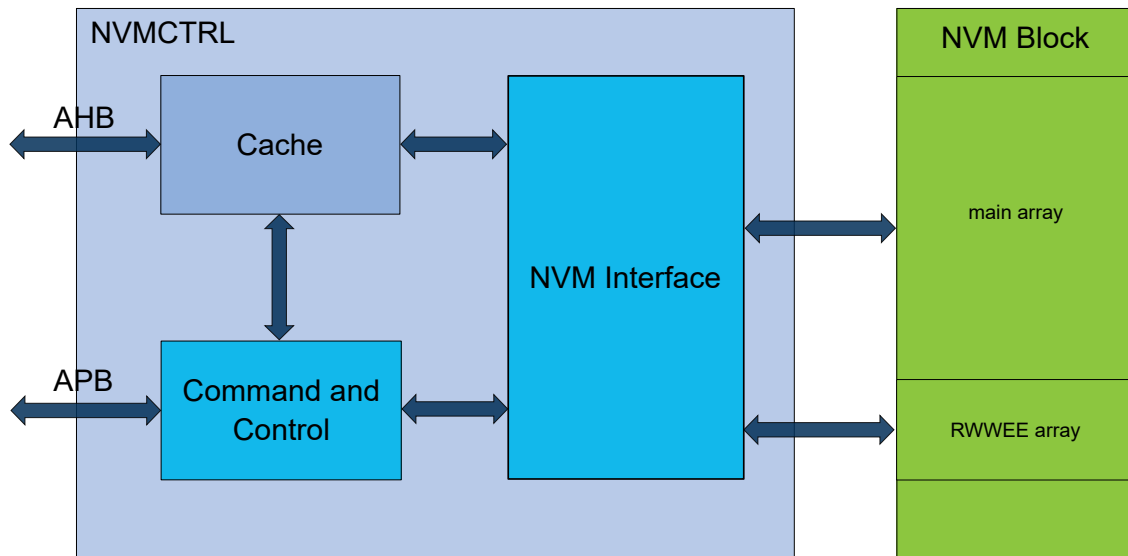 NVMCTRL
NVM Block
AHB
Cache
main array
NVM Interface
APB
Command and
Control
RWWEE array